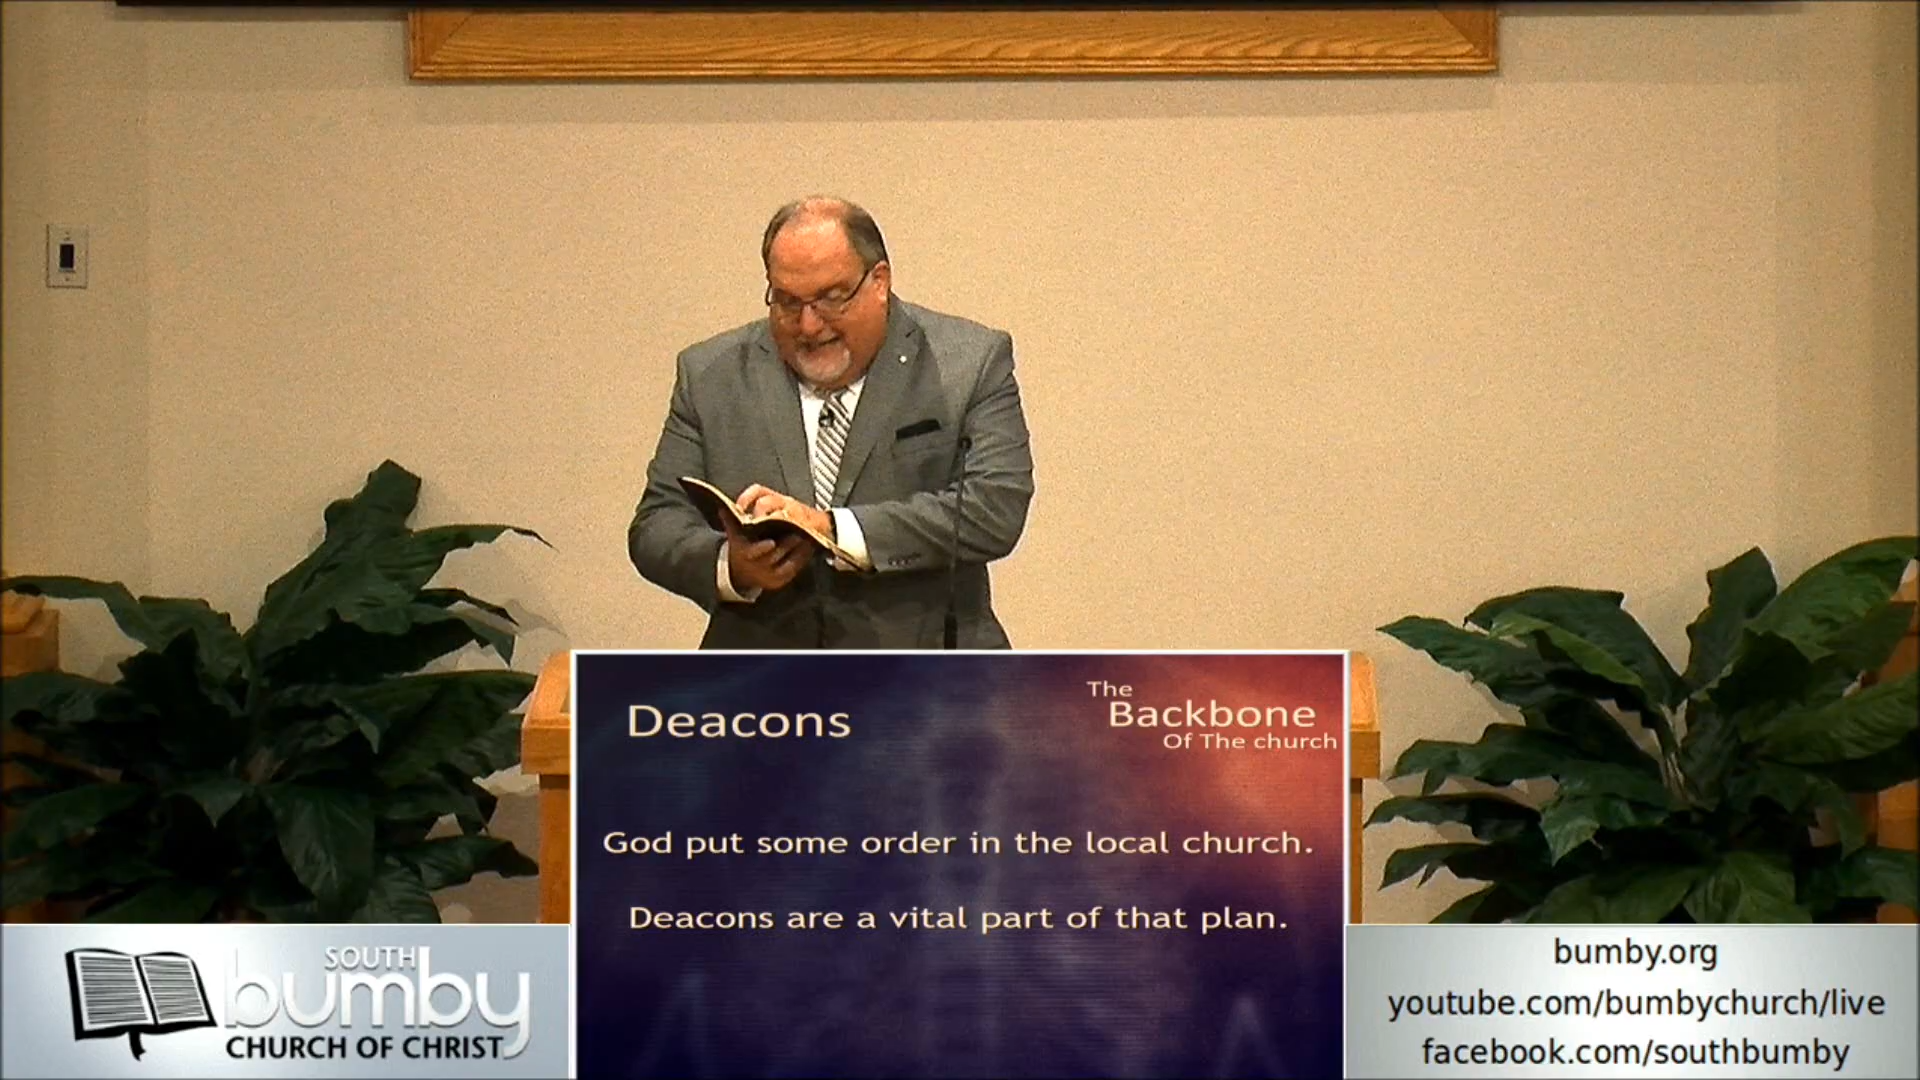 Deacons
The
Backbone
Of The church
God put some order in the local church.
Deacons are a vital part of that plan.
SOUTH
bumby
CHURCH OF CHRIST
bumby.org
youtube.com/bumbychurch/live
facebook.com/southbumby